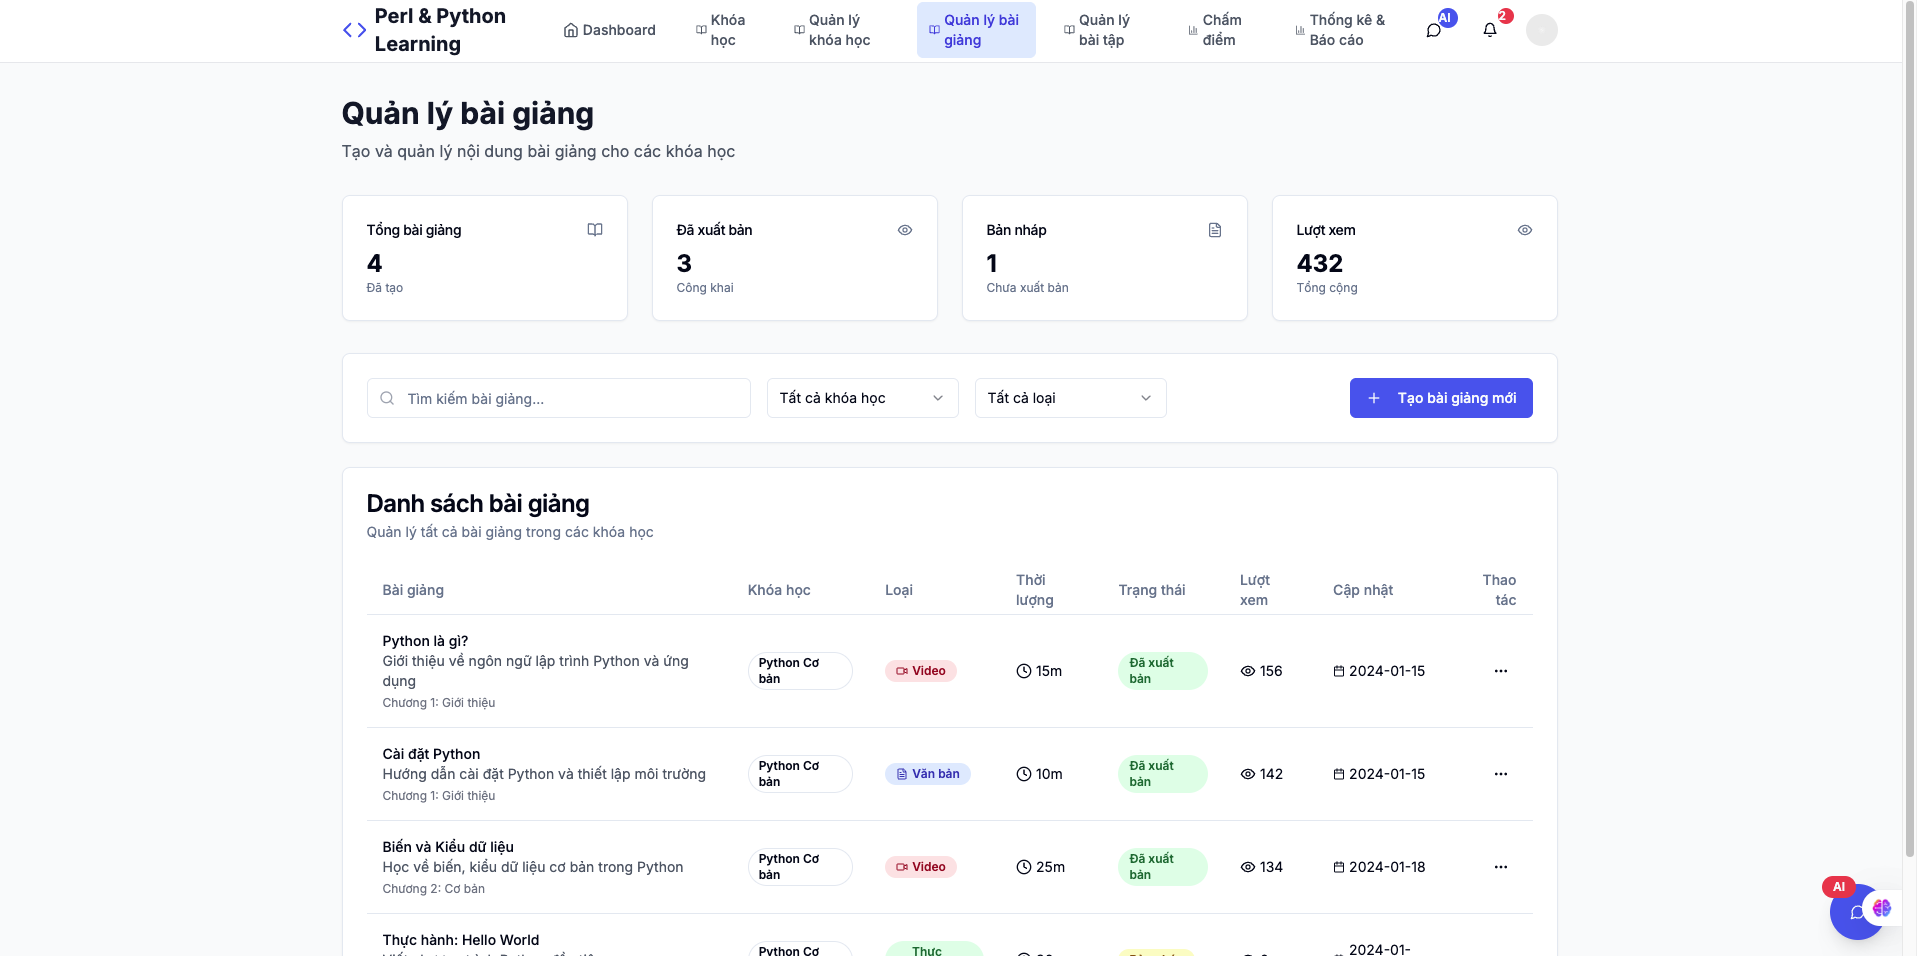 Perl & Python
Learning
Dashboard
Khóa
học
Quản lý
khóa học
Quản lý bài
giảng
Quản lý
bài tập
Chấm
điểm
Thống kê &
Báo cáo
AI
2
Quản lý bài giảng
Tạo và quản lý nội dung bài giảng cho các khóa học
Tổng bài giảng
4
Đã tạo
Đã xuất bản
3
Công khai
Bản nháp
1
Chưa xuất bản
Lượt xem
432
Tổng cộng
Tìm kiếm bài giảng...
Tất cả khóa học
Tất cả loại
Tạo bài giảng mới
Danh sách bài giảng
Quản lý tất cả bài giảng trong các khóa học
Bài giảng
Khóa học
Loại
Thời
lượng
Trạng thái
Lượt
xem
Cập nhật
Thao
tác
Python là gì?
Giới thiệu về ngôn ngữ lập trình Python và ứng
dụng
Chương 1: Giới thiệu
Python Cơ
bản
Video
15m
Đã xuất
bản
156
2024-01-15
Cài đặt Python
Hướng dẫn cài đặt Python và thiết lập môi trường
Chương 1: Giới thiệu
Python Cơ
bản
Văn bản
10m
Đã xuất
bản
142
2024-01-15
Biến và Kiểu dữ liệu
Học về biến, kiểu dữ liệu cơ bản trong Python
Chương 2: Cơ bản
Python Cơ
bản
Video
25m
Đã xuất
bản
134
2024-01-18
Thực hành: Hello World
Python Cơ
Thực
2024-01-
AI